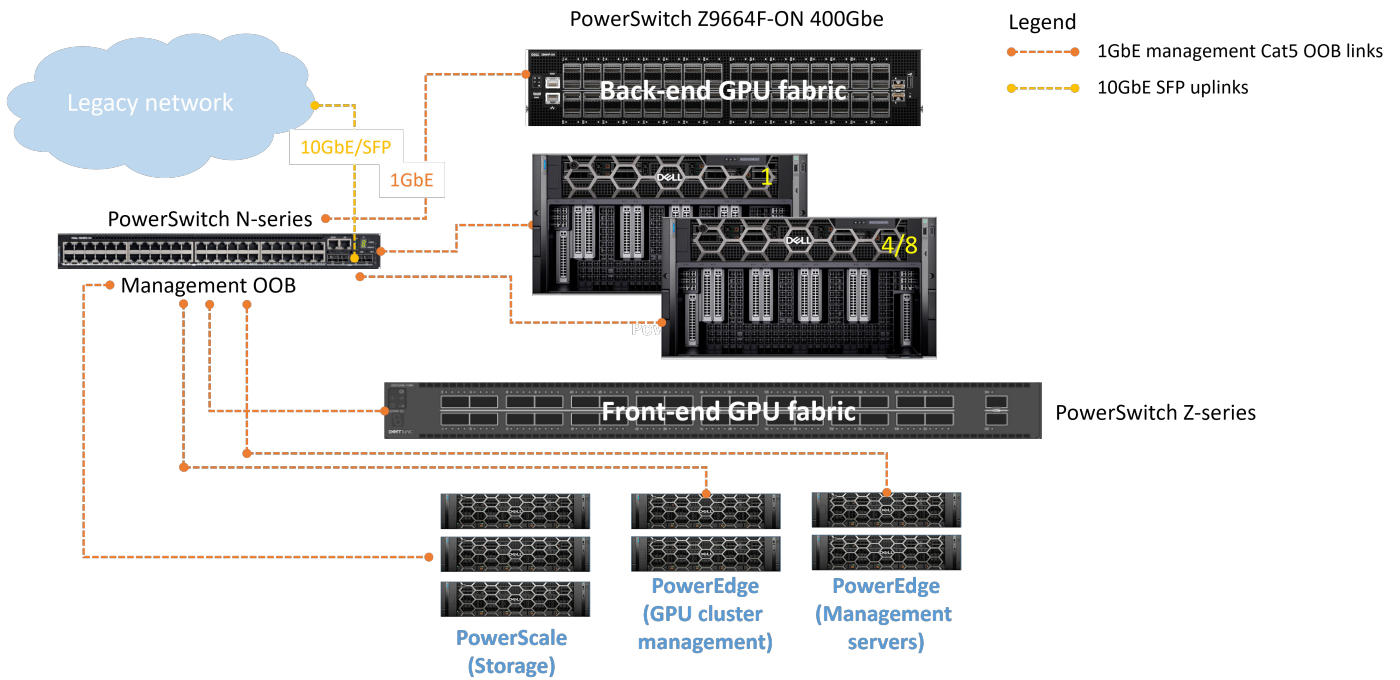 PowerSwitch Z9664F-ON 400Gbe
Legend
1GbE management Cat5 OOB links
10GbE SFP uplinks
Legacy network
Back-end GPU fabric
10GbE/SFP
1GbE
DELL
1
PowerSwitch N-series
DELL
4/8
Management OOB
Front-end GPU fabric
PowerSwitch Z-series
PowerEdge
(GPU cluster
management)
PowerEdge
(Management
servers)
PowerScale
(Storage)